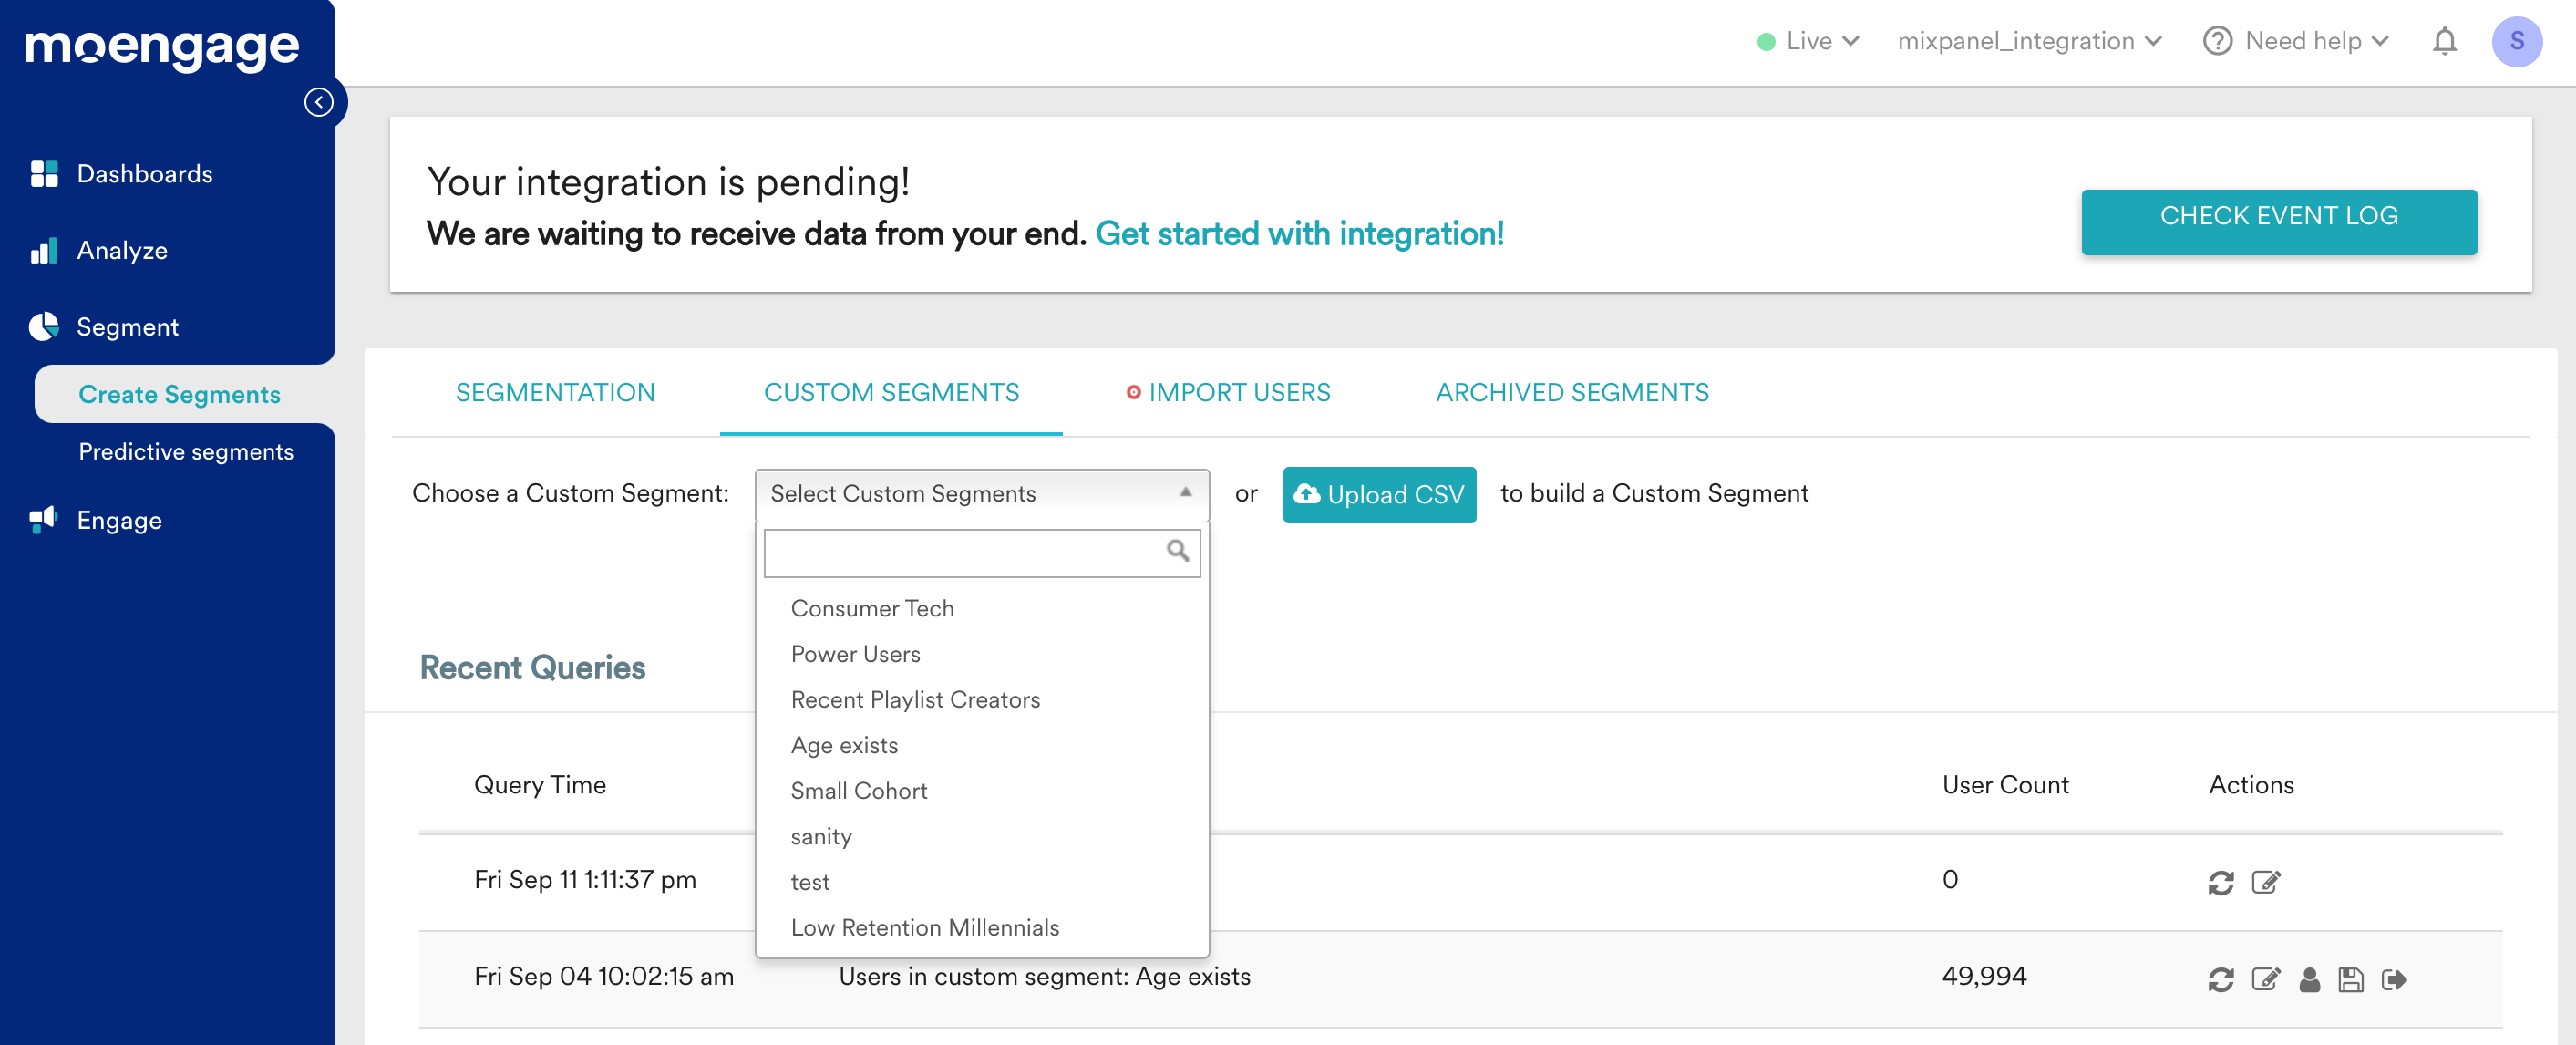 moengage
Live
mixpanel_integration
Need help
S
Dashboards
Analyze
Segment
Create Segments
Predictive segments
Engage
Your integration is pending!
We are waiting to receive data from your end. Get started with integration!
CHECK EVENT LOG
SEGMENTATION
CUSTOM SEGMENTS
IMPORT USERS
ARCHIVED SEGMENTS
Choose a Custom Segment:
Select Custom Segments
or
Upload CSV
to build a Custom Segment
Consumer Tech
Power Users
Recent Playlist Creators
Age exists
Small Cohort
sanity
test
Low Retention Millennials
Recent Queries
Query Time
User Count
Actions
Fri Sep 11 1:11:37 pm
0
Fri Sep 04 10:02:15 am
Users in custom segment: Age exists
49,994